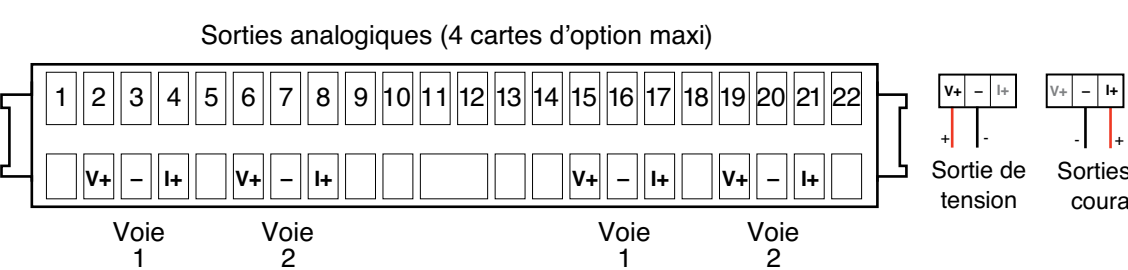 Sorties analogiques (4 cartes d'option maxi)
1 2 3 4 5 6 7 8 9 10 11 12 13 14 15 16 17 18 19 20 21 22
V+ – I+ V+ – I+ V+ – I+ V+ – I+
Voie 1
Voie 2
Voie 1
Voie 2
V+ – I+
+ -
Sortie de
tension
V+ – I+
- +
Sorties
coura